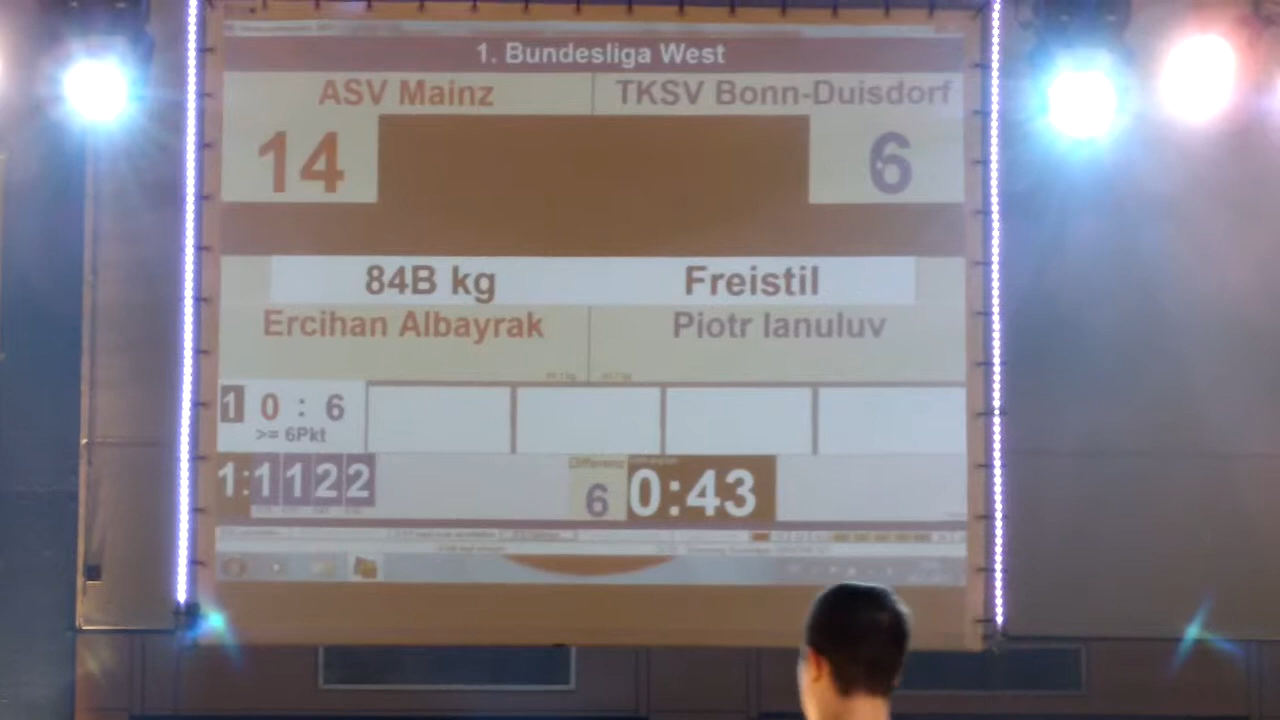 1. Bundesliga West
ASV Mainz TKSV Bonn-Duisdorf
14 6
84B kg Freistil
Ercihan Albayrak Piotr Ianuluv
1 0 : 6
>= 6Pkt
1:1122 Differenz 6 0:43